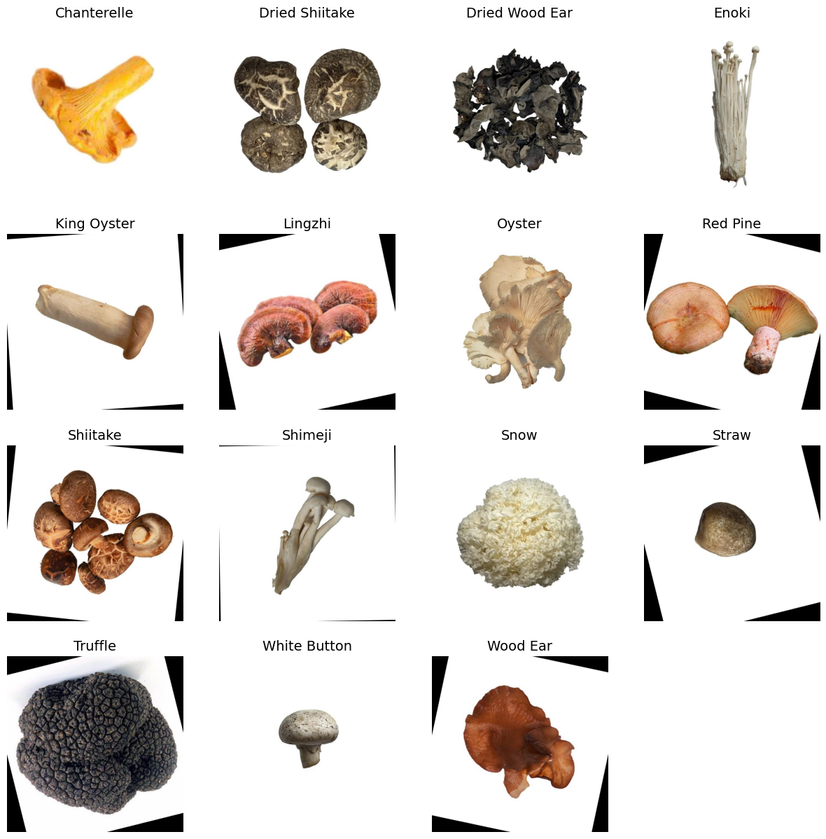 Chanterelle
Dried Shiitake
Dried Wood Ear
Enoki
King Oyster
Lingzhi
Oyster
Red Pine
Shiitake
Shimeji
Snow
Straw
Truffle
White Button
Wood Ear